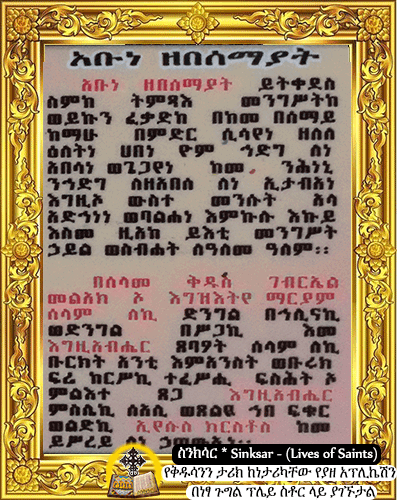 አቡነ ዘበሰማያት
አቡነ ዘበሰማያት ይትቀደስ
ስምከ ትምጻእ መንግሥትከ
ወይኩን ፈቃድከ በከመ በሰማይ
ከማሁ በምድር ሲሳየነ ዘለለ
ዕለትነ ሀበነ ዮም ኅድግ ለነ
አበሳነ ወጌጋየነ ከመ ንሕነኒ
ንኅድግ ለዘአበሰ ለነ ኢታብአነ
እግዚኦ ውስተ መንሱት አላ
አድኅነነ ወባልሐነ እምኩሉ እኩይ
እስመ ዚአከ ይእቲ መንግሥት
ኃይል ወስብሐት ለዓለመ ዓለም፡፡
በሰላመ ቅዱስ ገብርኤል
መልአክ ኦ እግዝእትየ ማርያም
ሰላም ለኪ ድንግል በኅሊናኪ
ወድንግል በሥጋኪ እመ
እግዚአብሔር ጸባዖት ሰላም ለኪ
ቡርክት አንቲ እምአንስት ወቡሩክ
ፍሬ ከርሥኪ ተፈሥሒ ፍስሕት ኦ
ምልእተ ጸጋ እግዚአብሔር
ምስሌኪ ሰአሊ ወጸልዪ ኀበ ፍቁር
ወልድኪ ኢየሱስ ክርስቶስ ከመ
ይሥረይ ለነ ኃጣውኢነ፡፡
ስንክሳር * Sinksar - (Lives of Saints)
የቅዱሳንን ታሪክ ከነታሪካቸው የያዘ አፕሊኬሽን
በነፃ ጉግል ፕለይ ስቶር ላይ ያገኙታል